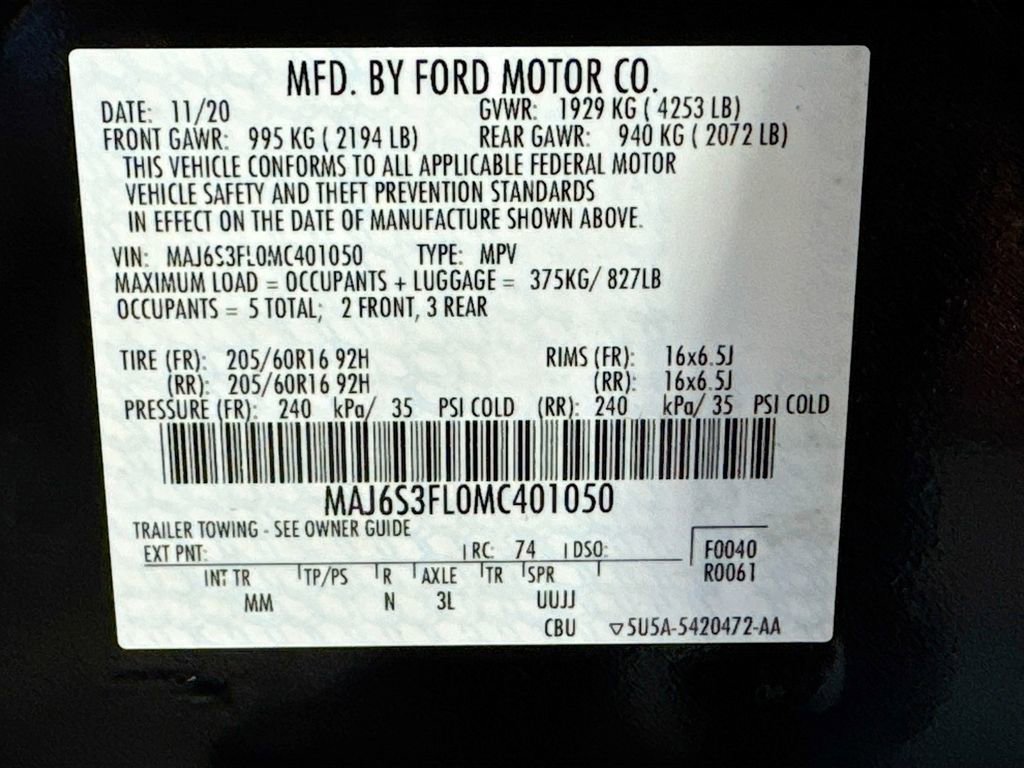 MFD. BY FORD MOTOR CO.
DATE: 11/20 GVWR: 1929 KG ( 4253 LB)
FRONT GAWR: 995 KG ( 2194 LB) REAR GAWR: 940 KG ( 2072 LB)
THIS VEHICLE CONFORMS TO ALL APPLICABLE FEDERAL MOTOR
VEHICLE SAFETY AND THEFT PREVENTION STANDARDS
IN EFFECT ON THE DATE OF MANUFACTURE SHOWN ABOVE.
VIN: MAJ6S3FL0MC401050 TYPE: MPV
MAXIMUM LOAD = OCCUPANTS + LUGGAGE = 375KG/ 827LB
OCCUPANTS = 5 TOTAL; 2 FRONT, 3 REAR
TIRE (FR): 205/60R16 92H RIMS (FR): 16x6.5J
(RR): 205/60R16 92H (RR): 16x6.5J
PRESSURE (FR): 240 kPa/ 35 PSI COLD (RR): 240 kPa/ 35 PSI COLD
MAJ6S3FL0MC401050
TRAILER TOWING - SEE OWNER GUIDE
EXT PNT: RC: 74 DSO: F0040
INT TR TP/PS R AXLE TR SPR R0061
MM N 3L UUJJ
CBU ▽5U5A-5420472-AA